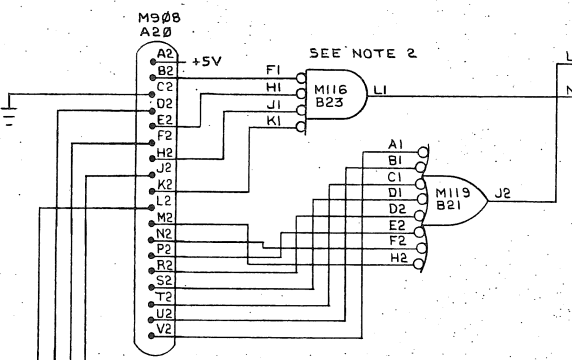 M9Ø8
A2Ø
A2
+5V
B2
C2
D2
E2
F2
H2
J2
K2
L2
M2
N2
P2
R2
S2
T2
U2
V2
SEE NOTE 2
F1
H1
J1
K1
M116
B23
L1
L
N
A1
B1
C1
D1
D2
E2
F2
H2
M119
B21
J2